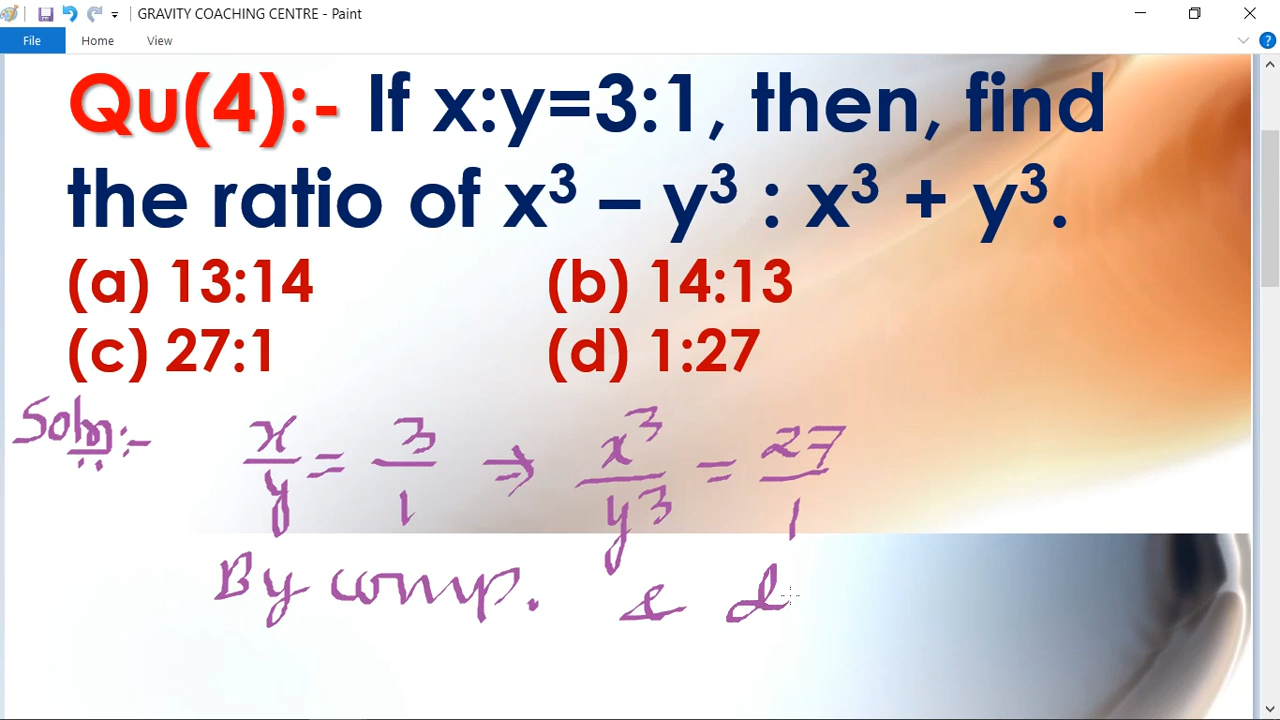 GRAVITY COACHING CENTRE - Paint
File Home View
Qu(4):- If x:y=3:1, then, find
the ratio of x³ – y³ : x³ + y³.
(a) 13:14 (b) 14:13
(c) 27:1 (d) 1:27
Soln:- x/y = 3/1 ⇒ x³/y³ = 27/1
By comp. & d